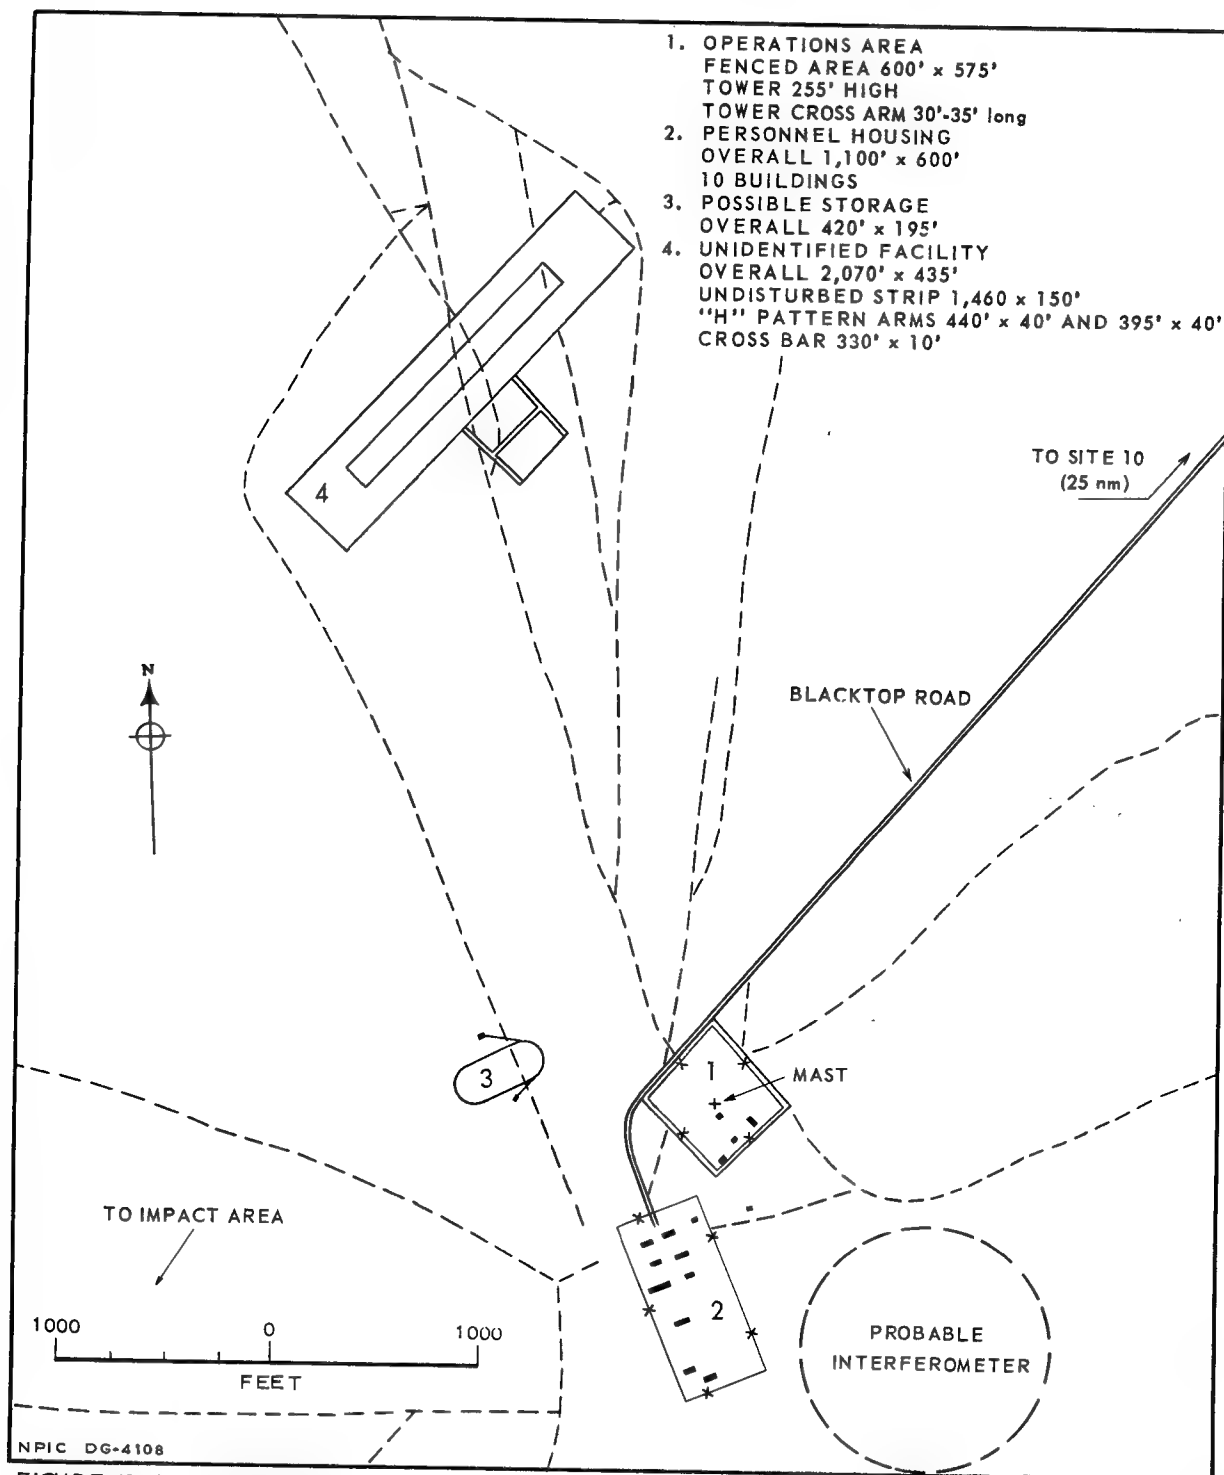 1. OPERATIONS AREA
FENCED AREA 600' x 575'
TOWER 255' HIGH
TOWER CROSS ARM 30'-35' long
2. PERSONNEL HOUSING
OVERALL 1,100' x 600'
10 BUILDINGS
3. POSSIBLE STORAGE
OVERALL 420' x 195'
4. UNIDENTIFIED FACILITY
OVERALL 2,070' x 435'
UNDISTURBED STRIP 1,460 x 150'
"H" PATTERN ARMS 440' x 40' AND 395' x 40'
CROSS BAR 330' x 10'
TO SITE 10
(25 nm)
4
N
BLACKTOP ROAD
1
MAST
3
TO IMPACT AREA
2
1000 0 1000
FEET
PROBABLE
INTERFEROMETER
NPIC DG-4108